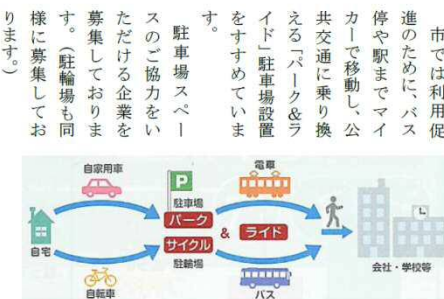 市では利用促
進のために、バス
停や駅までマイ
カーで移動し、公
共交通に乗り換
える「パーク&ラ
イド」駐車場設置
をすすめていま
す。
駐車場スペー
スのご協力をい
ただける企業を
募集しておりま
す。（駐輪場も同
様に募集してお
ります。）
自家用車
電車
P
駐車場
パーク
&
ライド
サイクル
駐輪場
自宅
会社・学校等
自転車
バス